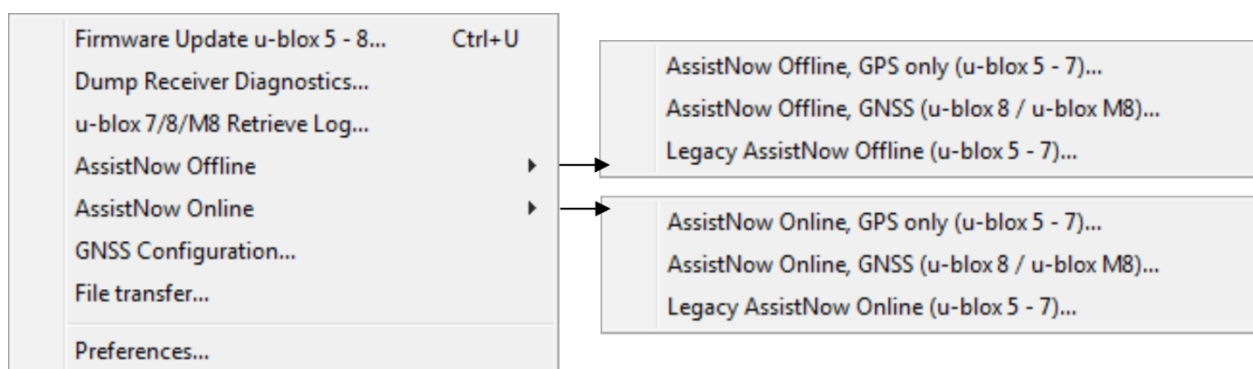 Firmware Update u-blox 5 - 8... Ctrl+U
Dump Receiver Diagnostics...
u-blox 7/8/M8 Retrieve Log...
AssistNow Offline
AssistNow Online
GNSS Configuration...
File transfer...
Preferences...
AssistNow Offline, GPS only (u-blox 5 - 7)...
AssistNow Offline, GNSS (u-blox 8 / u-blox M8)...
Legacy AssistNow Offline (u-blox 5 - 7)...
AssistNow Online, GPS only (u-blox 5 - 7)...
AssistNow Online, GNSS (u-blox 8 / u-blox M8)...
Legacy AssistNow Online (u-blox 5 - 7)...